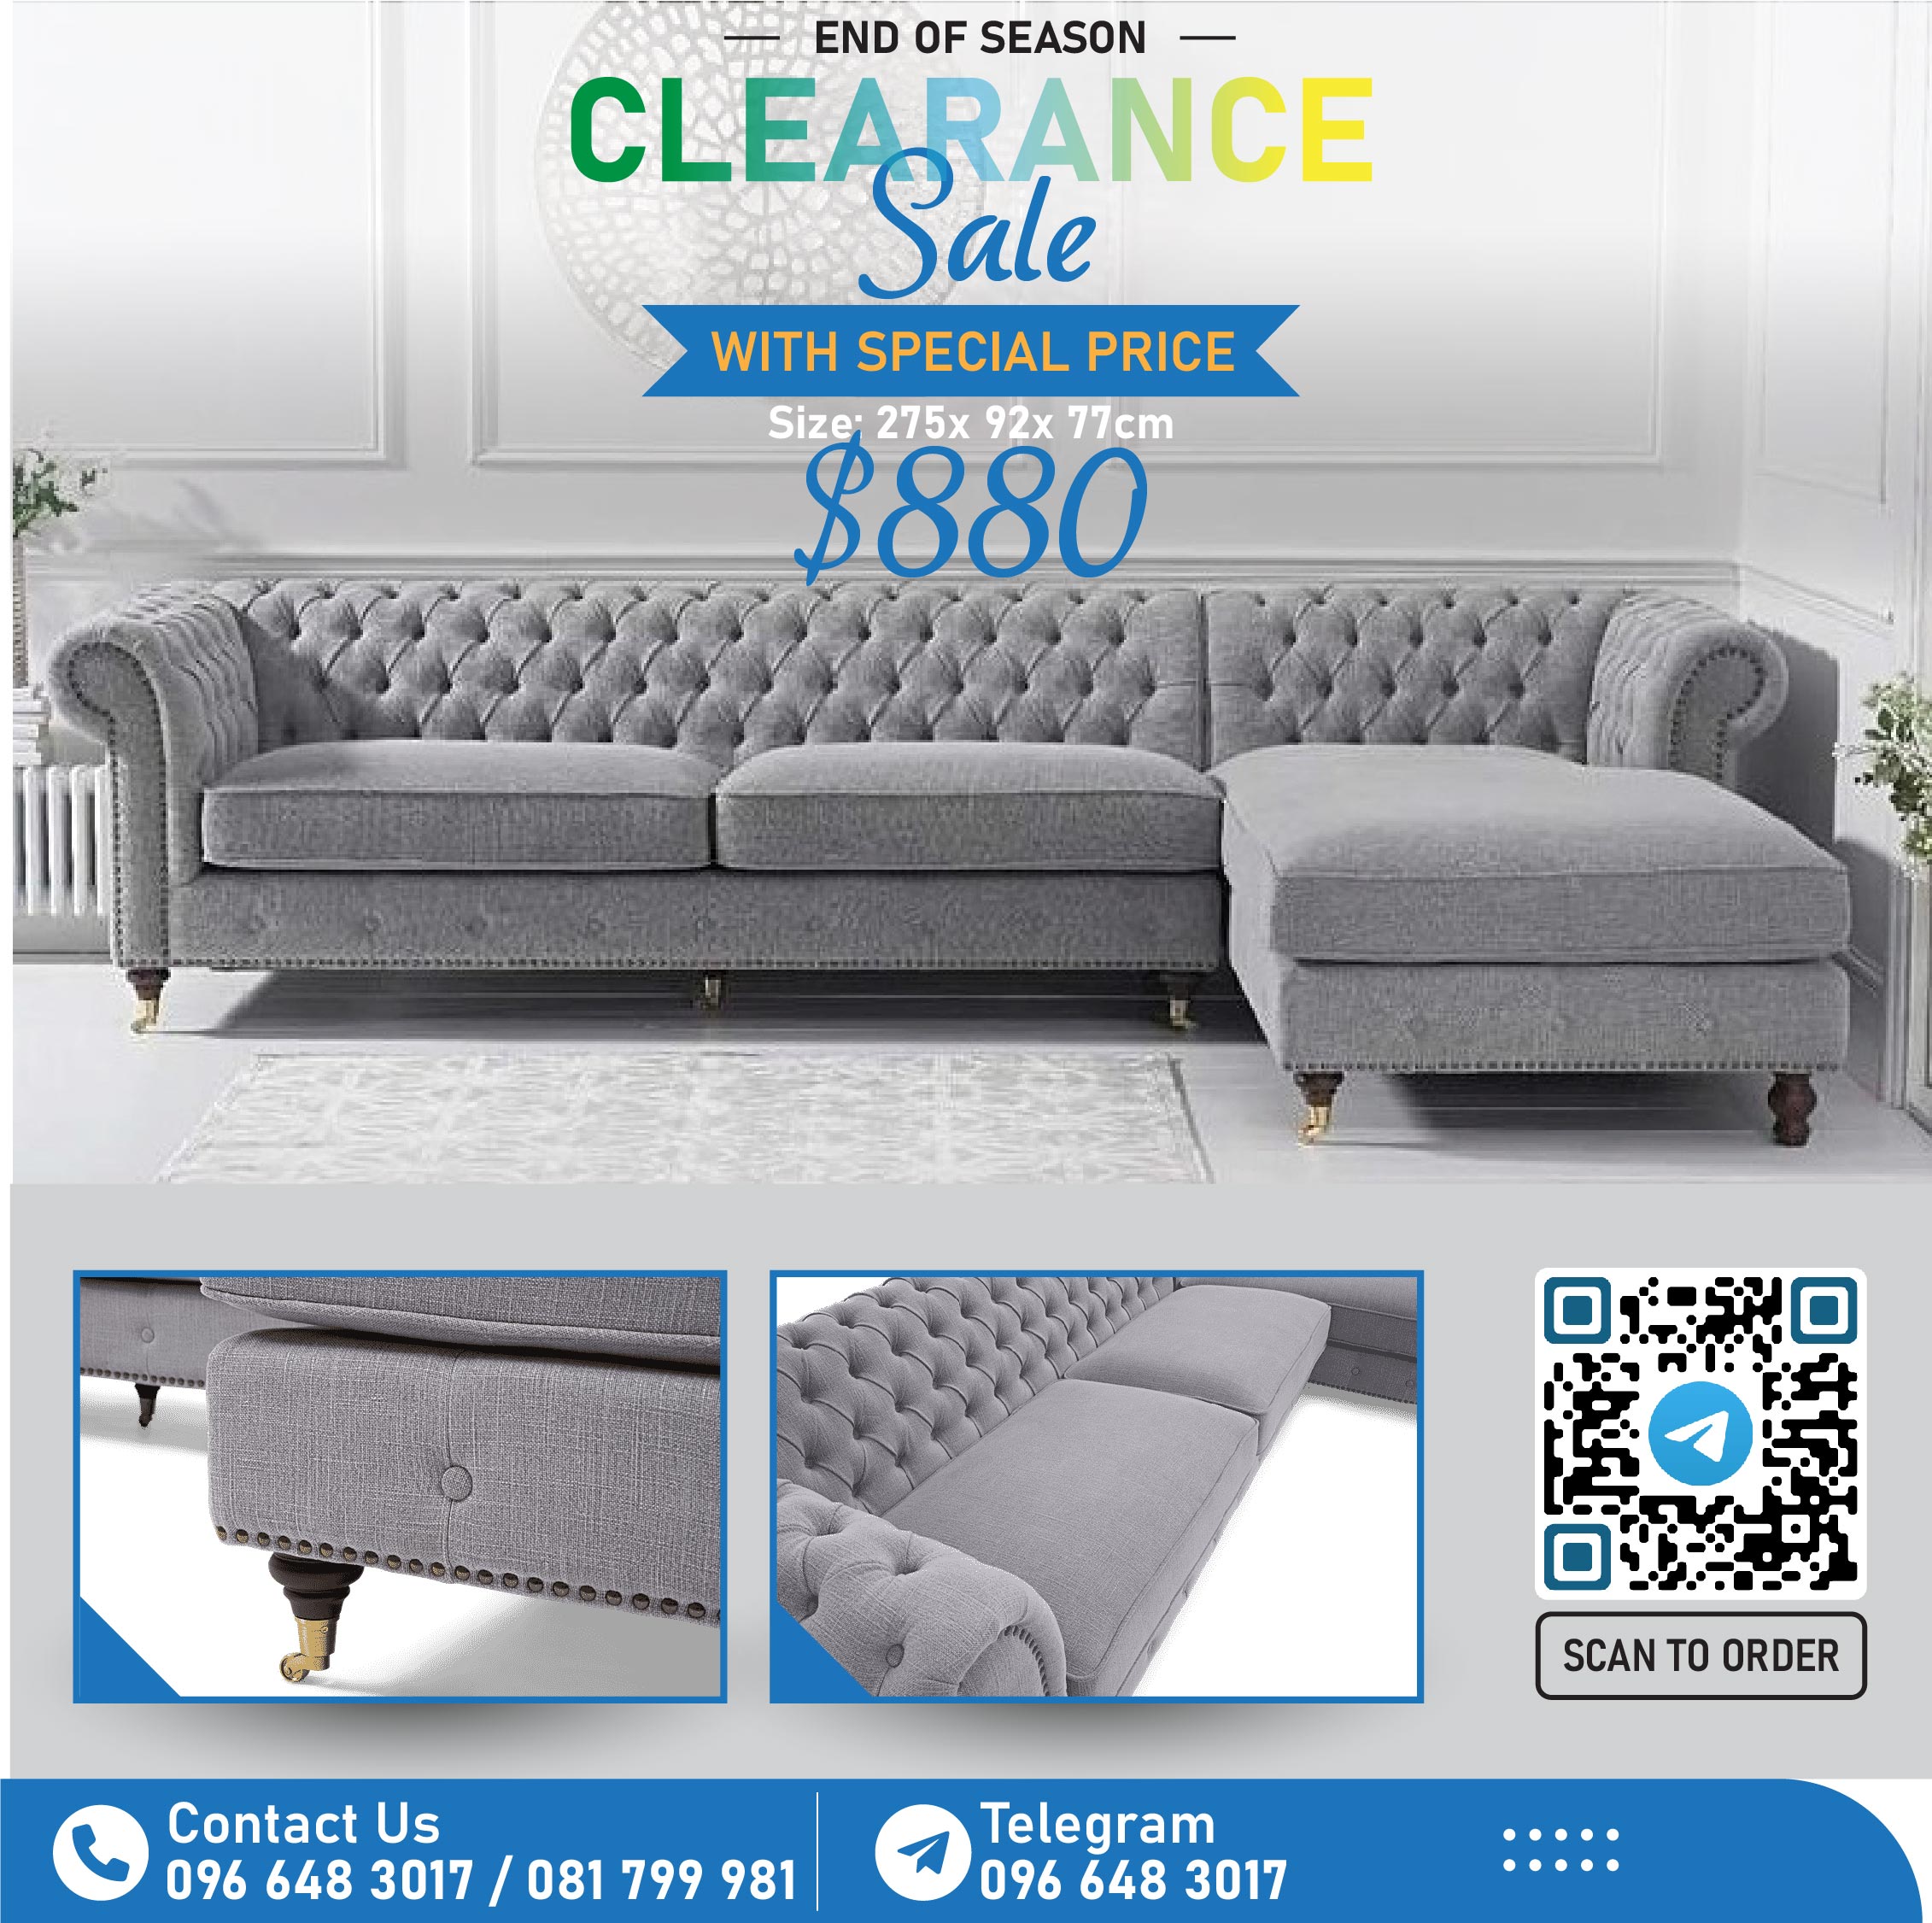 END OF SEASON
CLEARANCE
Sale
WITH SPECIAL PRICE
Size: 275x 92x 77cm
$880
SCAN TO ORDER
Contact Us
096 648 3017 / 081 799 981
Telegram
096 648 3017